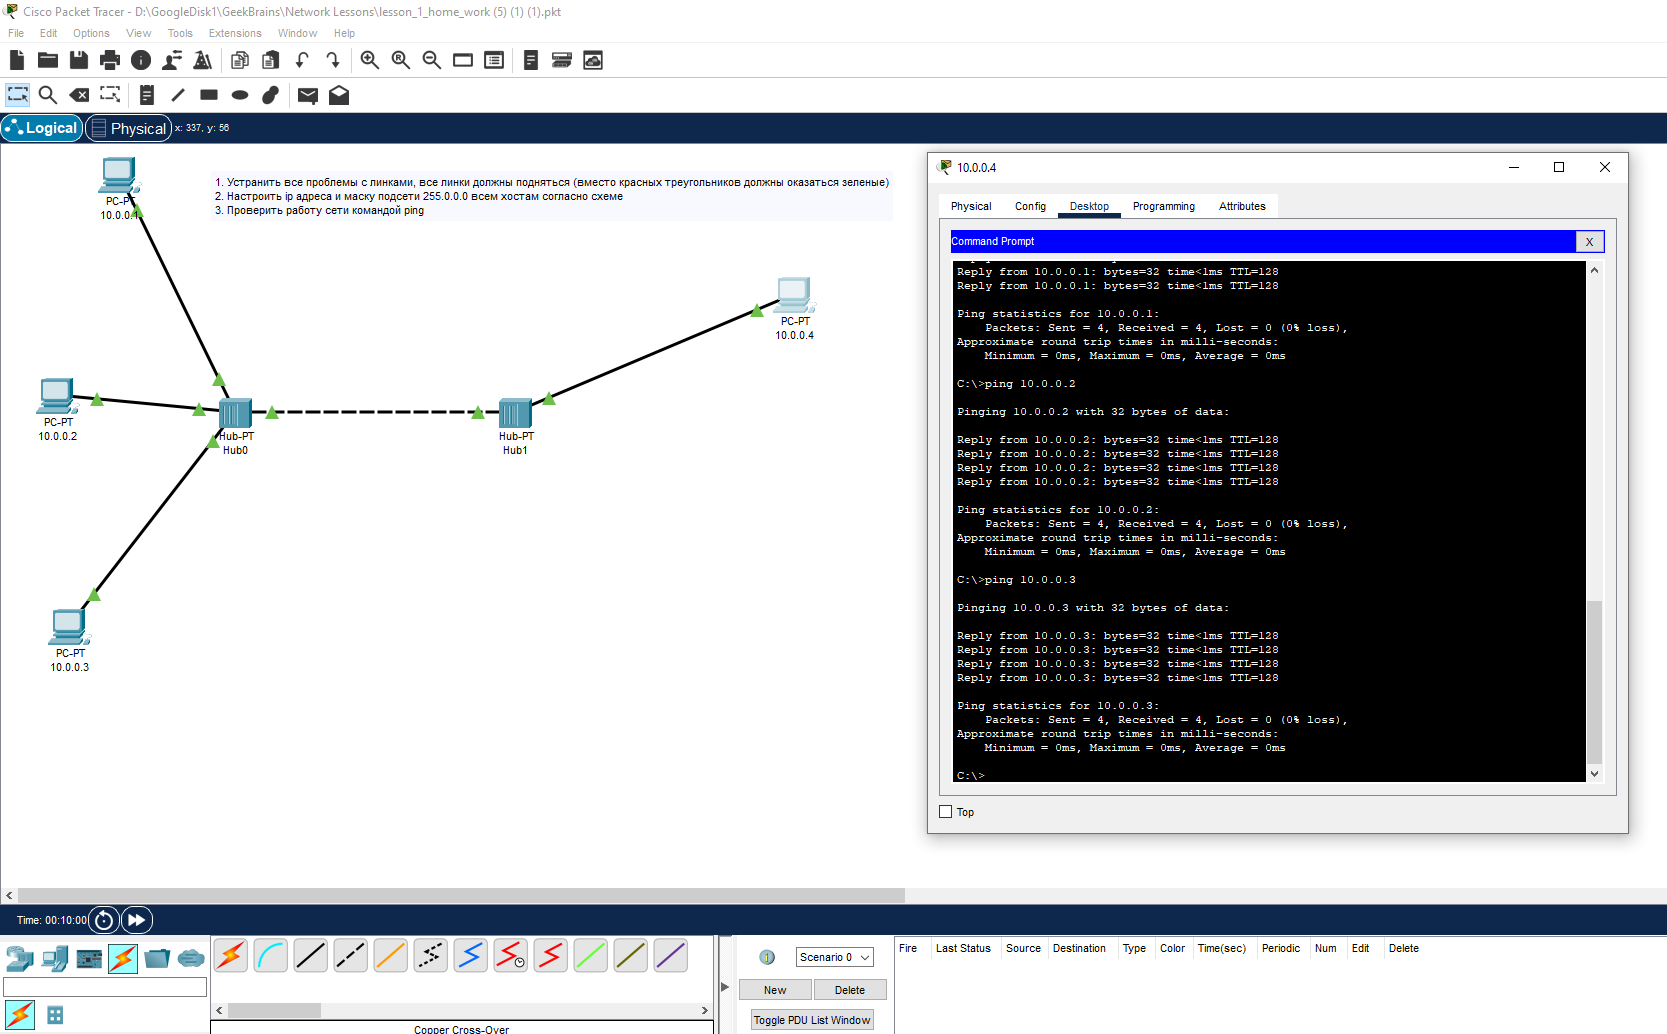 Cisco Packet Tracer - D:\GoogleDisk1\GeekBrains\Network Lessons\lesson_1_home_work (5) (1) (1).pkt
File Edit Options View Tools Extensions Window Help
Logical Physical x: 337, y: 56
1. Устранить все проблемы с линками, все линки должны подняться (вместо красных треугольников должны оказаться зеленые)
2. Настроить ip адреса и маску подсети 255.0.0.0 всем хостам согласно схеме
3. Проверить работу сети командой ping
PC-PT
10.0.0.1
PC-PT
10.0.0.4
PC-PT
10.0.0.2
Hub-PT
Hub0
Hub-PT
Hub1
PC-PT
10.0.0.3
10.0.0.4
Physical Config Desktop Programming Attributes
Command Prompt X
Reply from 10.0.0.1: bytes=32 time<1ms TTL=128
Reply from 10.0.0.1: bytes=32 time<1ms TTL=128
Ping statistics for 10.0.0.1:
Packets: Sent = 4, Received = 4, Lost = 0 (0% loss),
Approximate round trip times in milli-seconds:
Minimum = 0ms, Maximum = 0ms, Average = 0ms
C:\>ping 10.0.0.2
Pinging 10.0.0.2 with 32 bytes of data:
Reply from 10.0.0.2: bytes=32 time<1ms TTL=128
Reply from 10.0.0.2: bytes=32 time<1ms TTL=128
Reply from 10.0.0.2: bytes=32 time<1ms TTL=128
Reply from 10.0.0.2: bytes=32 time<1ms TTL=128
Ping statistics for 10.0.0.2:
Packets: Sent = 4, Received = 4, Lost = 0 (0% loss),
Approximate round trip times in milli-seconds:
Minimum = 0ms, Maximum = 0ms, Average = 0ms
C:\>ping 10.0.0.3
Pinging 10.0.0.3 with 32 bytes of data:
Reply from 10.0.0.3: bytes=32 time<1ms TTL=128
Reply from 10.0.0.3: bytes=32 time<1ms TTL=128
Reply from 10.0.0.3: bytes=32 time<1ms TTL=128
Reply from 10.0.0.3: bytes=32 time<1ms TTL=128
Ping statistics for 10.0.0.3:
Packets: Sent = 4, Received = 4, Lost = 0 (0% loss),
Approximate round trip times in milli-seconds:
Minimum = 0ms, Maximum = 0ms, Average = 0ms
C:\>
Top
Time: 00:10:00
Scenario 0
New Delete
Toggle PDU List Window
Fire Last Status Source Destination Type Color Time(sec) Periodic Num Edit Delete
Copper Cross-Over